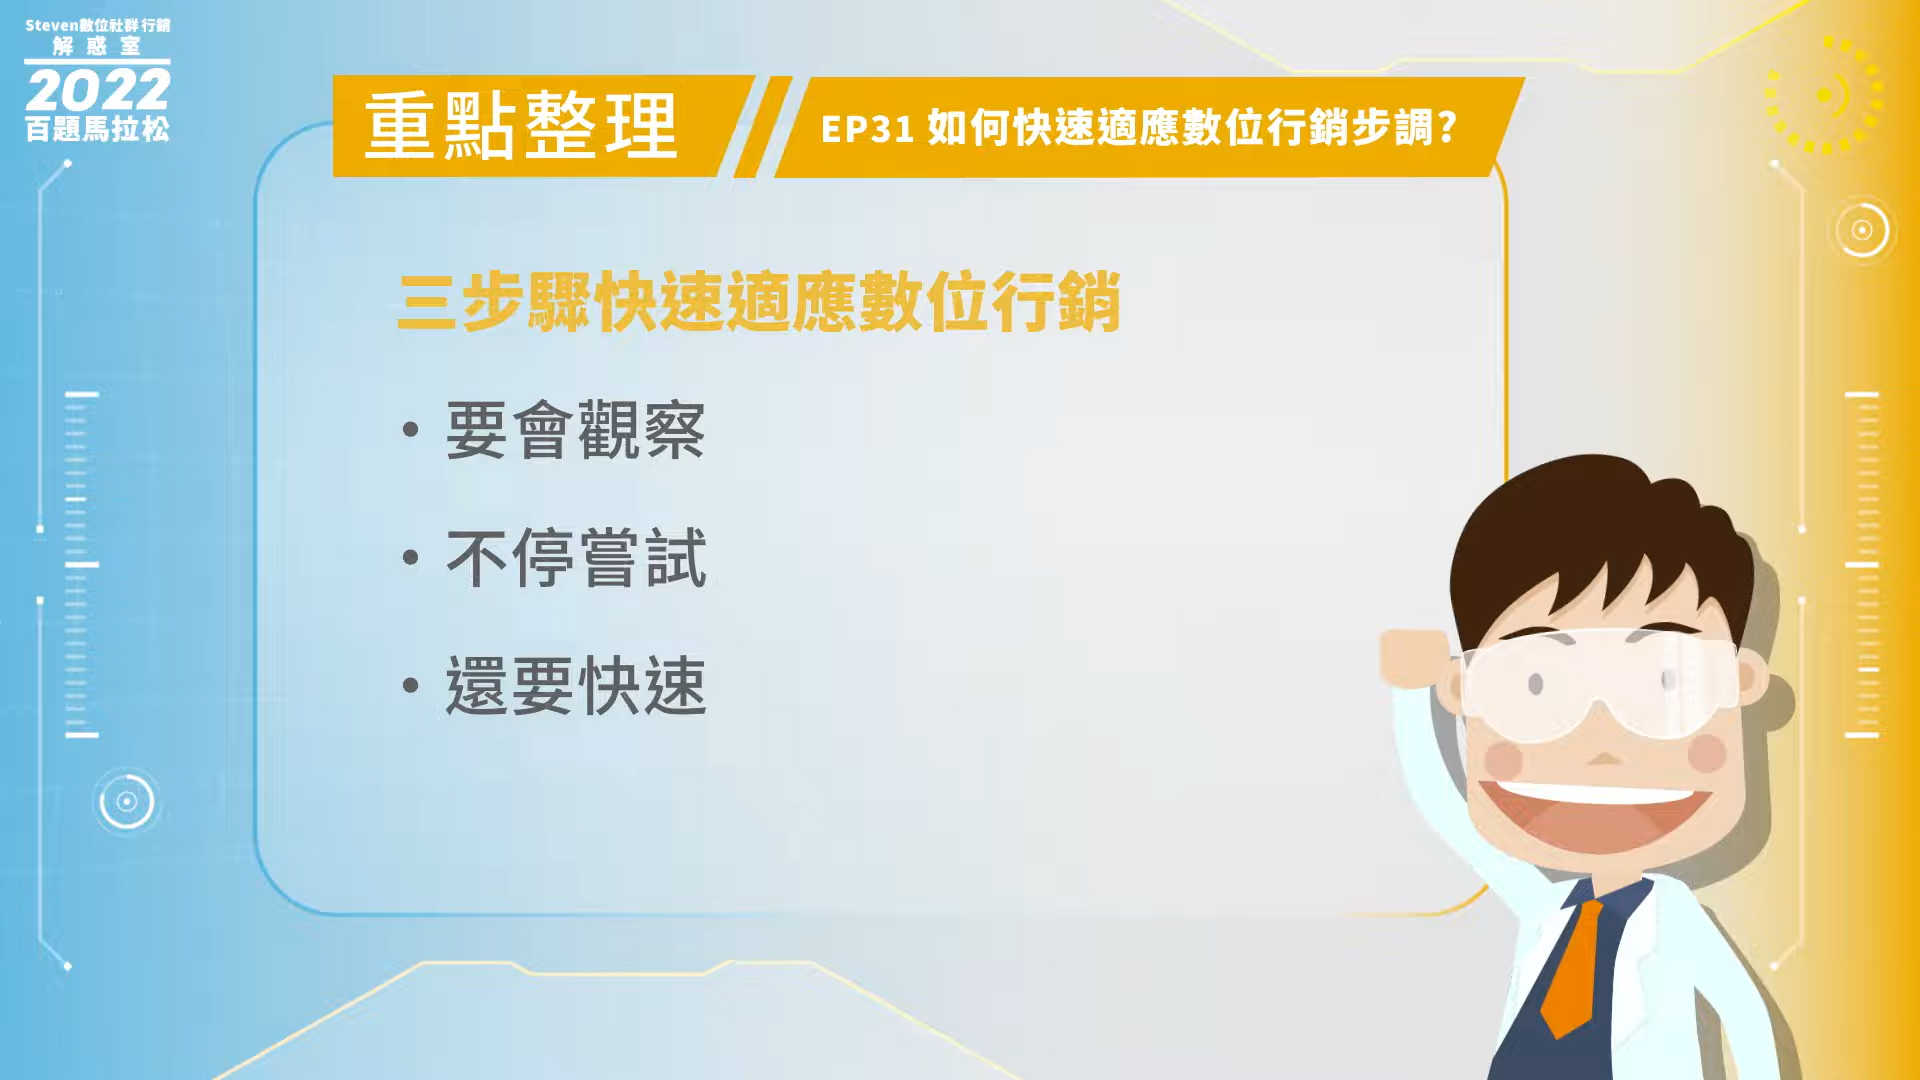 Steven數位社群行銷
解惑室
2022
百題馬拉松
重點整理
EP31 如何快速適應數位行銷步調?
三步驟快速適應數位行銷
• 要會觀察
• 不停嘗試
• 還要快速